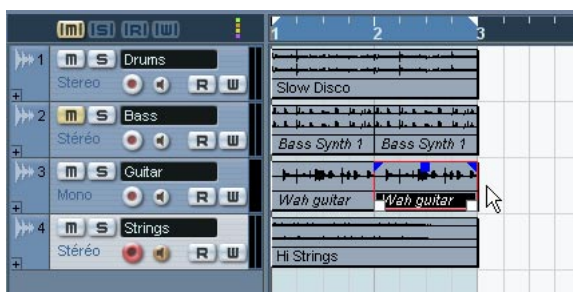 m S R W
1 2 3
1 m S Drums
Stereo R W
Slow Disco
2 m S Bass
Stéréo R W
Bass Synth 1 Bass Synth 1
3 m S Guitar
Mono R W
Wah guitar Wah guitar
4 m S Strings
Stéréo R W
Hi Strings